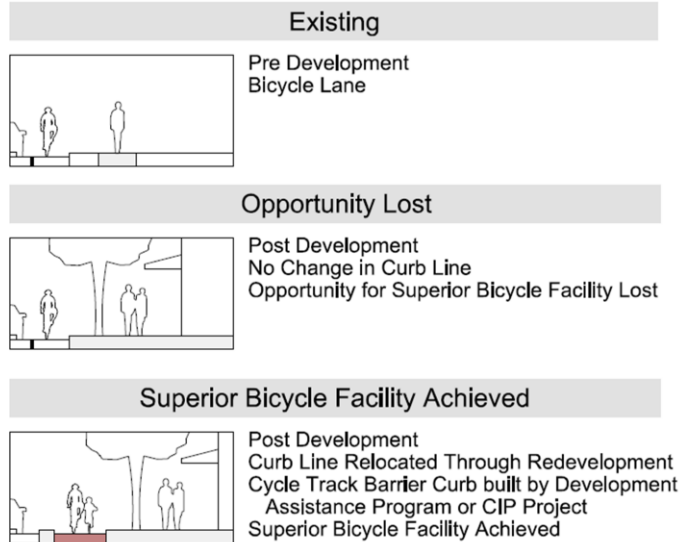 Existing
Pre Development
Bicycle Lane
Opportunity Lost
Post Development
No Change in Curb Line
Opportunity for Superior Bicycle Facility Lost
Superior Bicycle Facility Achieved
Post Development
Curb Line Relocated Through Redevelopment
Cycle Track Barrier Curb built by Development
Assistance Program or CIP Project
Superior Bicycle Facility Achieved